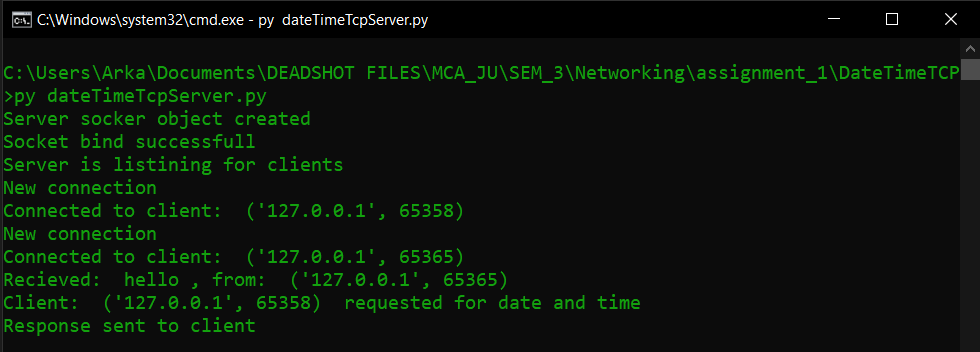 C:\Windows\system32\cmd.exe - py  dateTimeTcpServer.py
C:\Users\Arka\Documents\DEADSHOT FILES\MCA_JU\SEM_3\Networking\assignment_1\DateTimeTCP
>py dateTimeTcpServer.py
Server socker object created
Socket bind successfull
Server is listining for clients
New connection
Connected to client:  ('127.0.0.1', 65358)
New connection
Connected to client:  ('127.0.0.1', 65365)
Recieved:  hello , from:  ('127.0.0.1', 65365)
Client:  ('127.0.0.1', 65358)  requested for date and time
Response sent to client